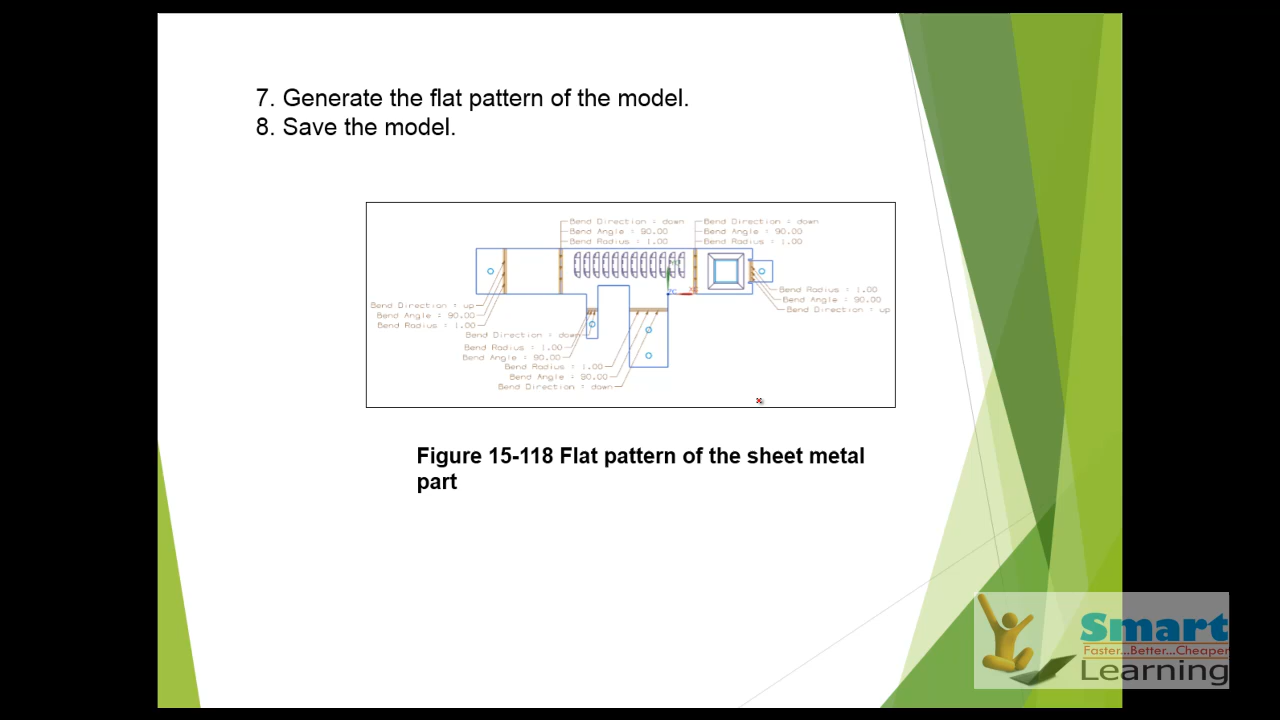 7. Generate the flat pattern of the model.
8. Save the model.
Bend Direction = down
Bend Angle = 90.00
Bend Radius = 1.00
Bend Direction = down
Bend Angle = 90.00
Bend Radius = 1.00
Bend Radius = 1.00
Bend Angle = 90.00
Bend Direction = up
Bend Direction = up
Bend Angle = 90.00
Bend Radius = 1.00
Bend Direction = down
Bend Radius = 1.00
Bend Angle = 90.00
Bend Radius = 1.00
Bend Angle = 90.00
Bend Direction = down
Figure 15-118 Flat pattern of the sheet metal
part
Smart
Faster...Better...Cheaper
Learning